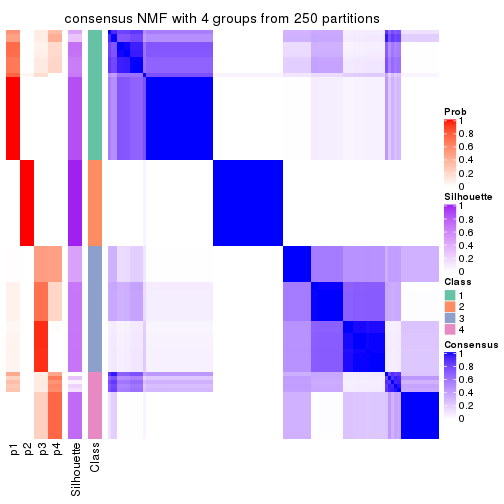 consensus NMF with 4 groups from 250 partitions
Prob
1
0.8
0.6
0.4
0.2
0
Silhouette
1
0.8
0.6
0.4
0.2
0
Class
1
2
3
4
Consensus
1
0.8
0.6
0.4
0.2
0
p1
p2
p3
p4
Silhouette
Class